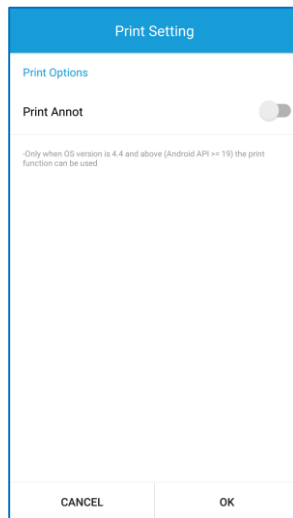 Print Setting
Print Options
Print Annot
-Only when OS version is 4.4 and above (Android API >= 19) the print
function can be used
CANCEL
OK